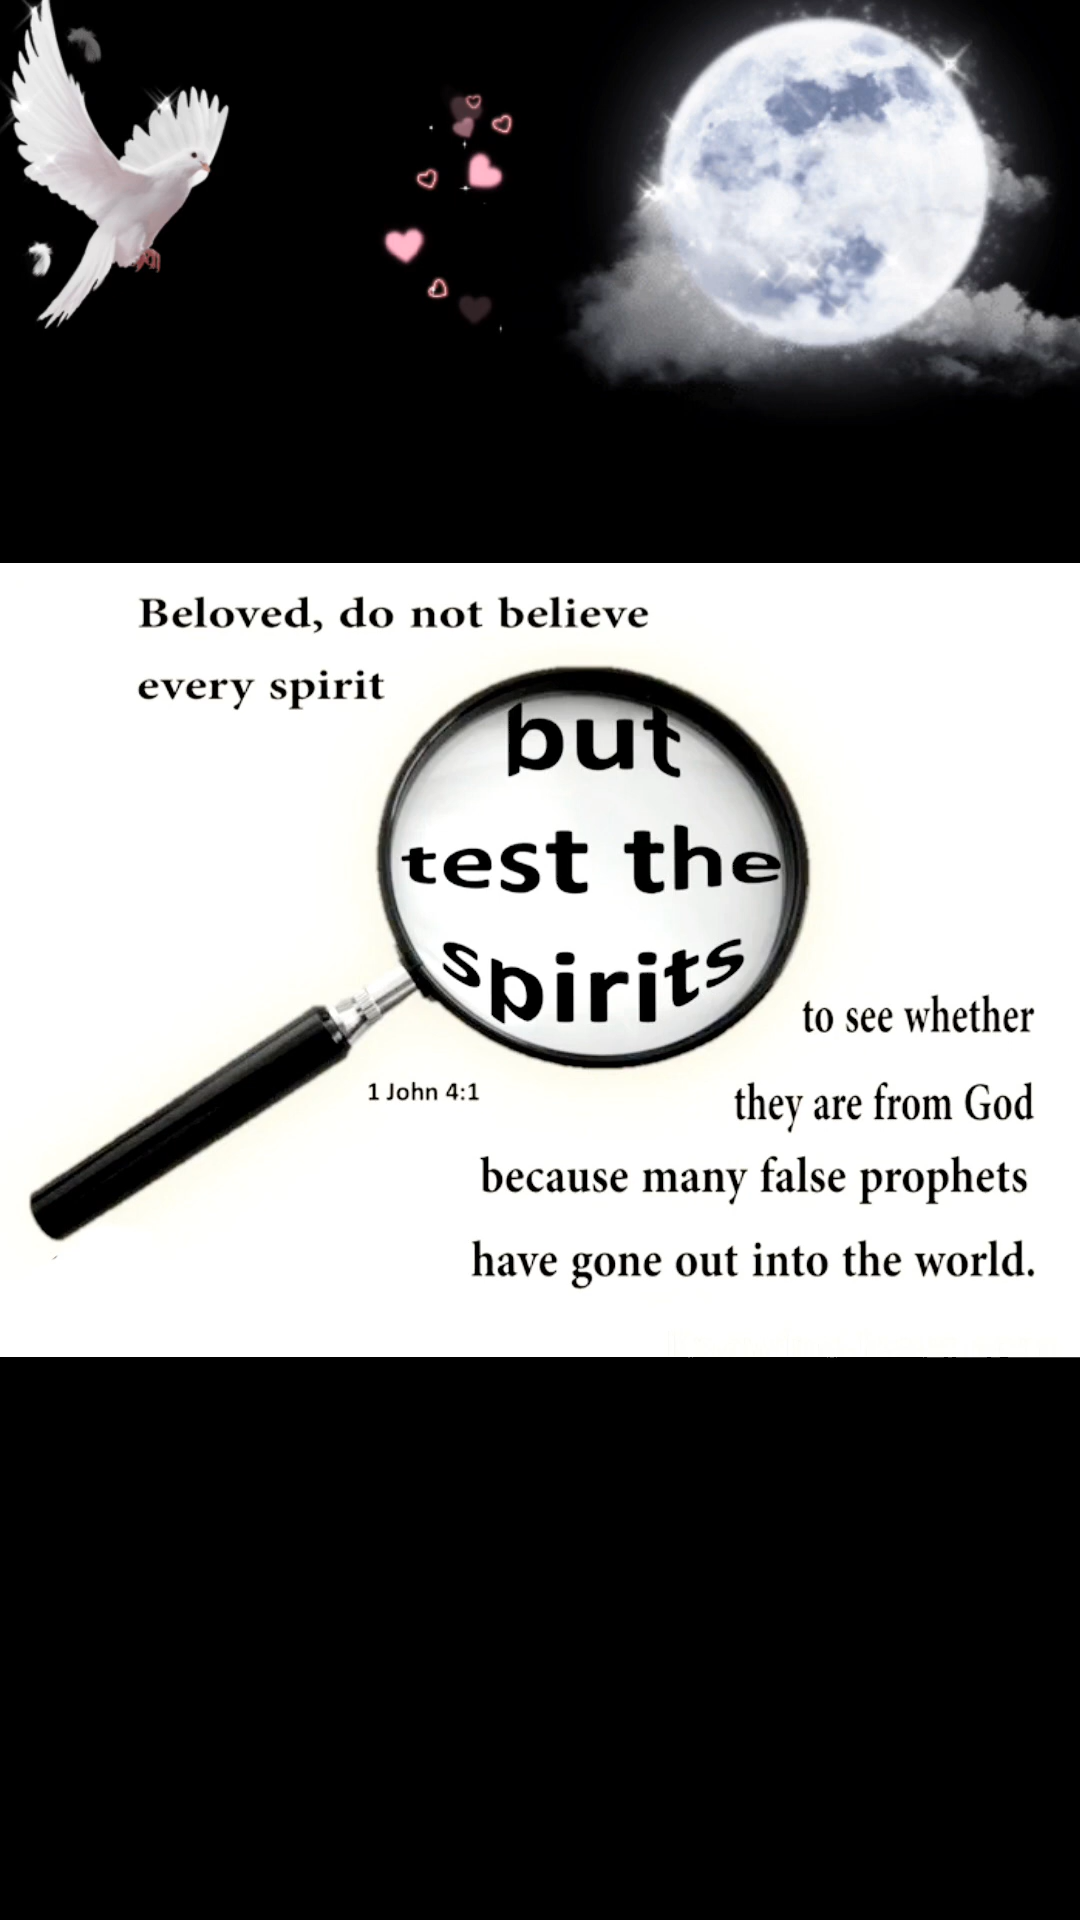 Beloved, do not believe
every spirit
but
test the
spirits
to see whether
they are from God
because many false prophets
have gone out into the world.
1 John 4:1